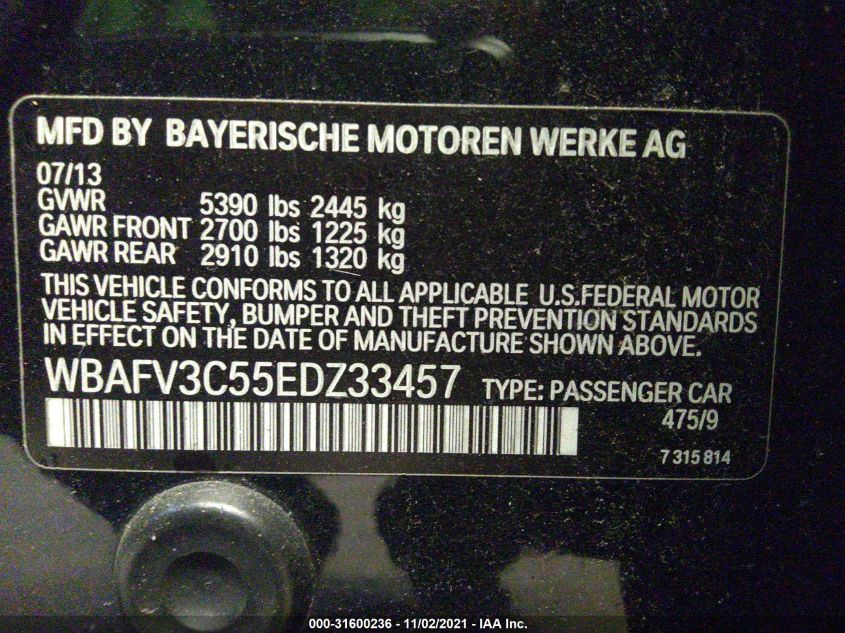 MFD BY BAYERISCHE MOTOREN WERKE AG
07/13
GVWR 5390 lbs 2445 kg
GAWR FRONT 2700 lbs 1225 kg
GAWR REAR 2910 lbs 1320 kg
THIS VEHICLE CONFORMS TO ALL APPLICABLE U.S.FEDERAL MOTOR
VEHICLE SAFETY, BUMPER AND THEFT PREVENTION STANDARDS
IN EFFECT ON THE DATE OF MANUFACTURE SHOWN ABOVE.
WBAFV3C55EDZ33457 TYPE: PASSENGER CAR
475/9
7 315 814
000-31600236 - 11/02/2021 - IAA Inc.